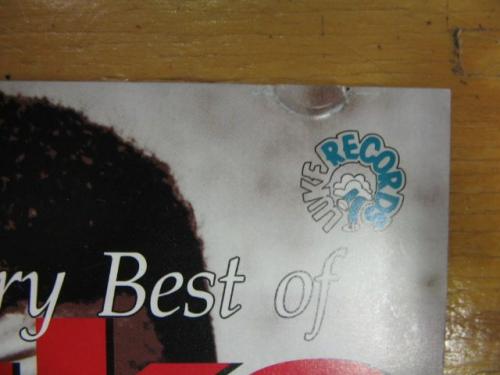 LUKE RECORDS
ry Best of